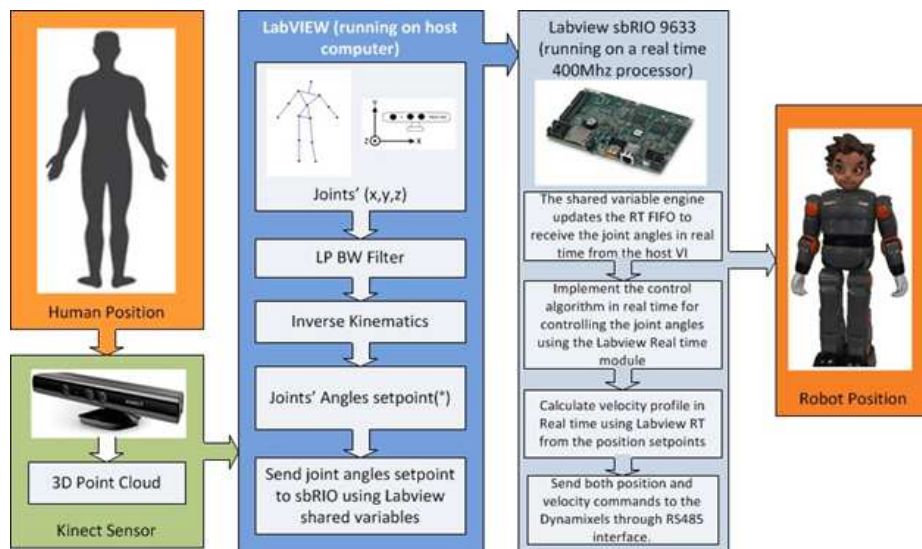 Human Position
3D Point Cloud
Kinect Sensor
LabVIEW (running on host
computer)
Y
Z
X
Joints' (x,y,z)
LP BW Filter
Inverse Kinematics
Joints' Angles setpoint(°)
Send joint angles setpoint
to sbRIO using Labview
shared variables
Labview sbRIO 9633
(running on a real time
400Mhz processor)
The shared variable engine
updates the RT FIFO to
receive the joint angles in real
time from the host VI
Implement the control
algorithm in real time for
controlling the joint angles
using the Labview Real time
module
Calculate velocity profile in
Real time using Labview RT
from the position setpoints
Send both position and
velocity commands to the
Dynamixels through RS485
interface.
Robot Position